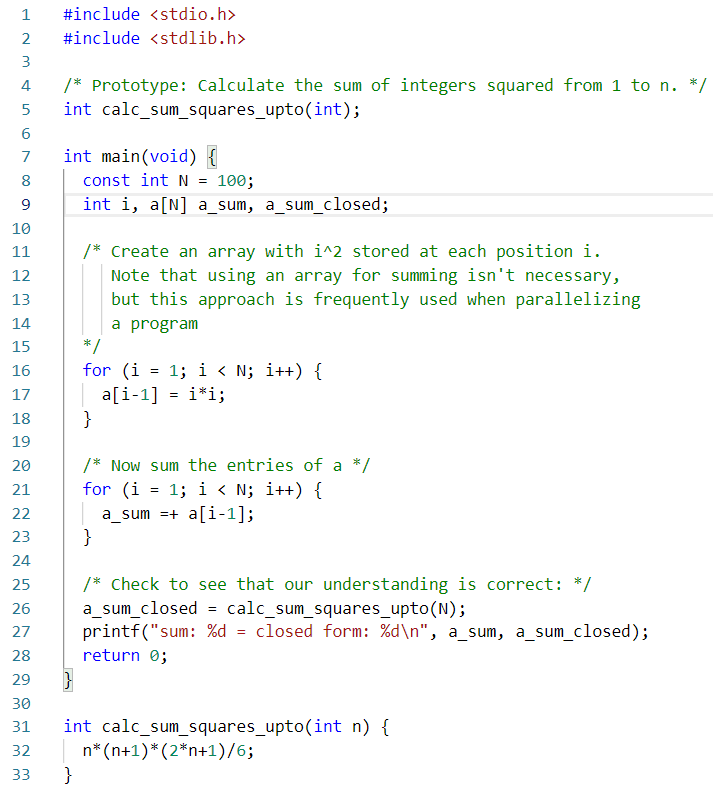 1 #include <stdio.h>
2 #include <stdlib.h>
3
4 /* Prototype: Calculate the sum of integers squared from 1 to n. */
5 int calc_sum_squares_upto(int);
6
7 int main(void) {
8 const int N = 100;
9 int i, a[N] a_sum, a_sum_closed;
10
11 /* Create an array with i^2 stored at each position i.
12 Note that using an array for summing isn't necessary,
13 but this approach is frequently used when parallelizing
14 a program
15 */
16 for (i = 1; i < N; i++) {
17 a[i-1] = i*i;
18 }
19
20 /* Now sum the entries of a */
21 for (i = 1; i < N; i++) {
22 a_sum =+ a[i-1];
23 }
24
25 /* Check to see that our understanding is correct: */
26 a_sum_closed = calc_sum_squares_upto(N);
27 printf("sum: %d = closed form: %d\n", a_sum, a_sum_closed);
28 return 0;
29 }
30
31 int calc_sum_squares_upto(int n) {
32 n*(n+1)*(2*n+1)/6;
33 }